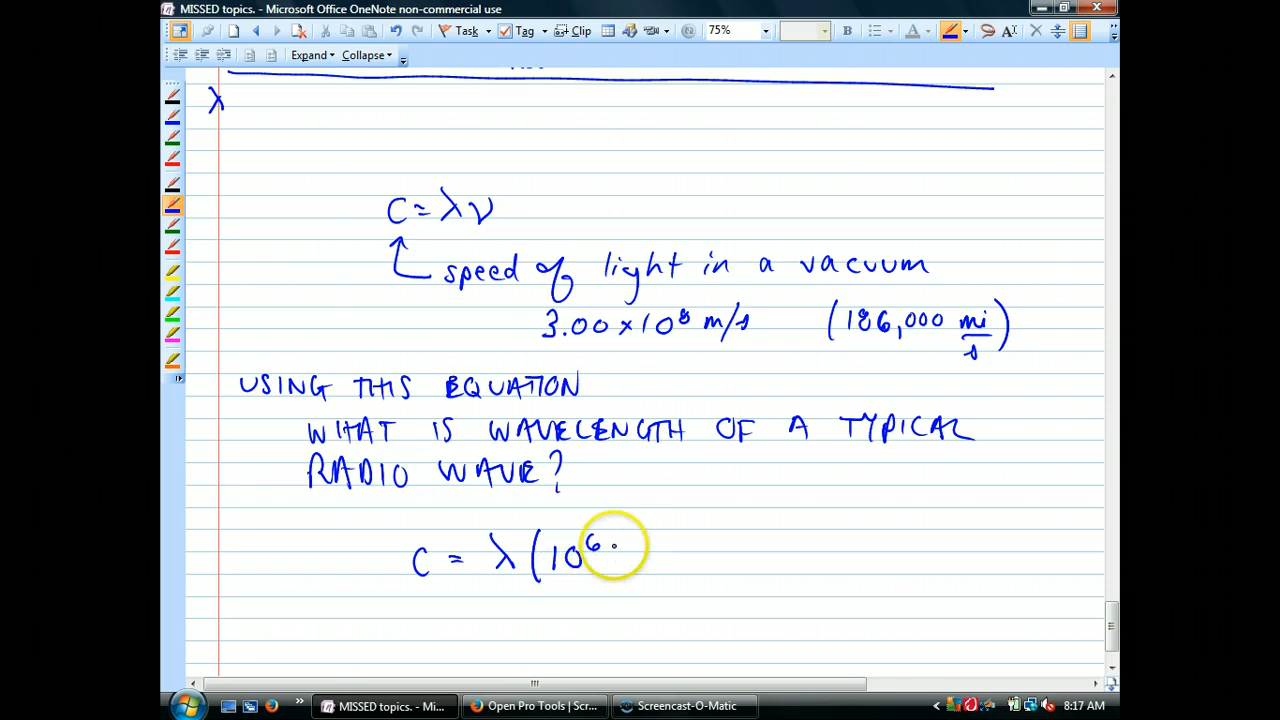 MISSED topics. - Microsoft Office OneNote non-commercial use
Task Tag Clip 75% B A
Expand Collapse
λ
C = λν
speed of light in a vacuum
3.00 × 10⁸ m/s (186,000 mi/s)
USING THIS EQUATION
WHAT IS WAVELENGTH OF A TYPICAL
RADIO WAVE?
C = λ (10⁶
MISSED topics. - Mi... Open Pro Tools | Scr... Screencast-O-Matic 8:17 AM